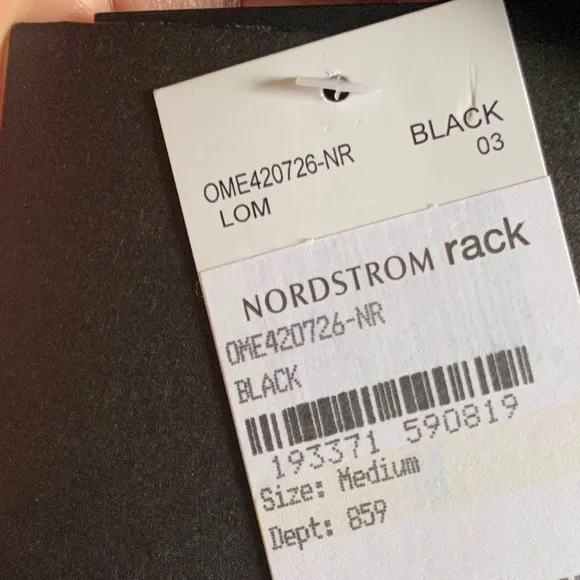 OME420726-NR
BLACK
LOM
03
NORDSTROM rack
OME420726-NR
BLACK
193371 590819
Size: Medium
Dept: 859